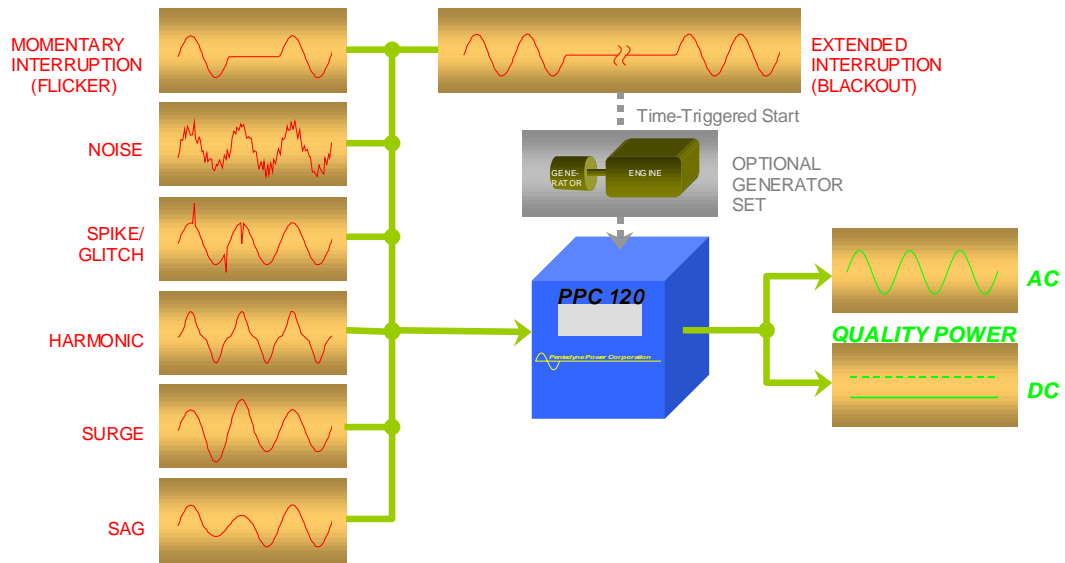 MOMENTARY
INTERRUPTION
(FLICKER)
EXTENDED
INTERRUPTION
(BLACKOUT)
Time-Triggered Start
NOISE
GENE-
RATOR
ENGINE
OPTIONAL
GENERATOR
SET
SPIKE/
GLITCH
PPC 120
AC
HARMONIC
QUALITY POWER
Pentadyne Power Corporation
DC
SURGE
SAG